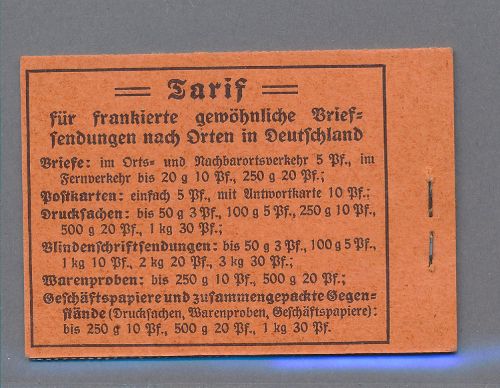 Tarif
für frankierte gewöhnliche Brief-
sendungen nach Orten in Deutschland
Briefe: im Orts- und Nachbarortsverkehr 5 Pf., im
Fernverkehr bis 20 g 10 Pf., 250 g 20 Pf.;
Postkarten: einfach 5 Pf., mit Antwortkarte 10 Pf.;
Drucksachen: bis 50 g 3 Pf., 100 g 5 Pf., 250 g 10 Pf.,
500 g 20 Pf., 1 kg 30 Pf.;
Blindenschriftsendungen: bis 50 g 3 Pf., 100 g 5 Pf.,
1 kg 10 Pf., 2 kg 20 Pf., 3 kg 30 Pf.;
Warenproben: bis 250 g 10 Pf., 500 g 20 Pf.;
Geschäftspapiere und zusammengepackte Gegen-
stände (Drucksachen, Warenproben, Geschäftspapiere):
bis 250 g 10 Pf., 500 g 20 Pf., 1 kg 30 Pf.